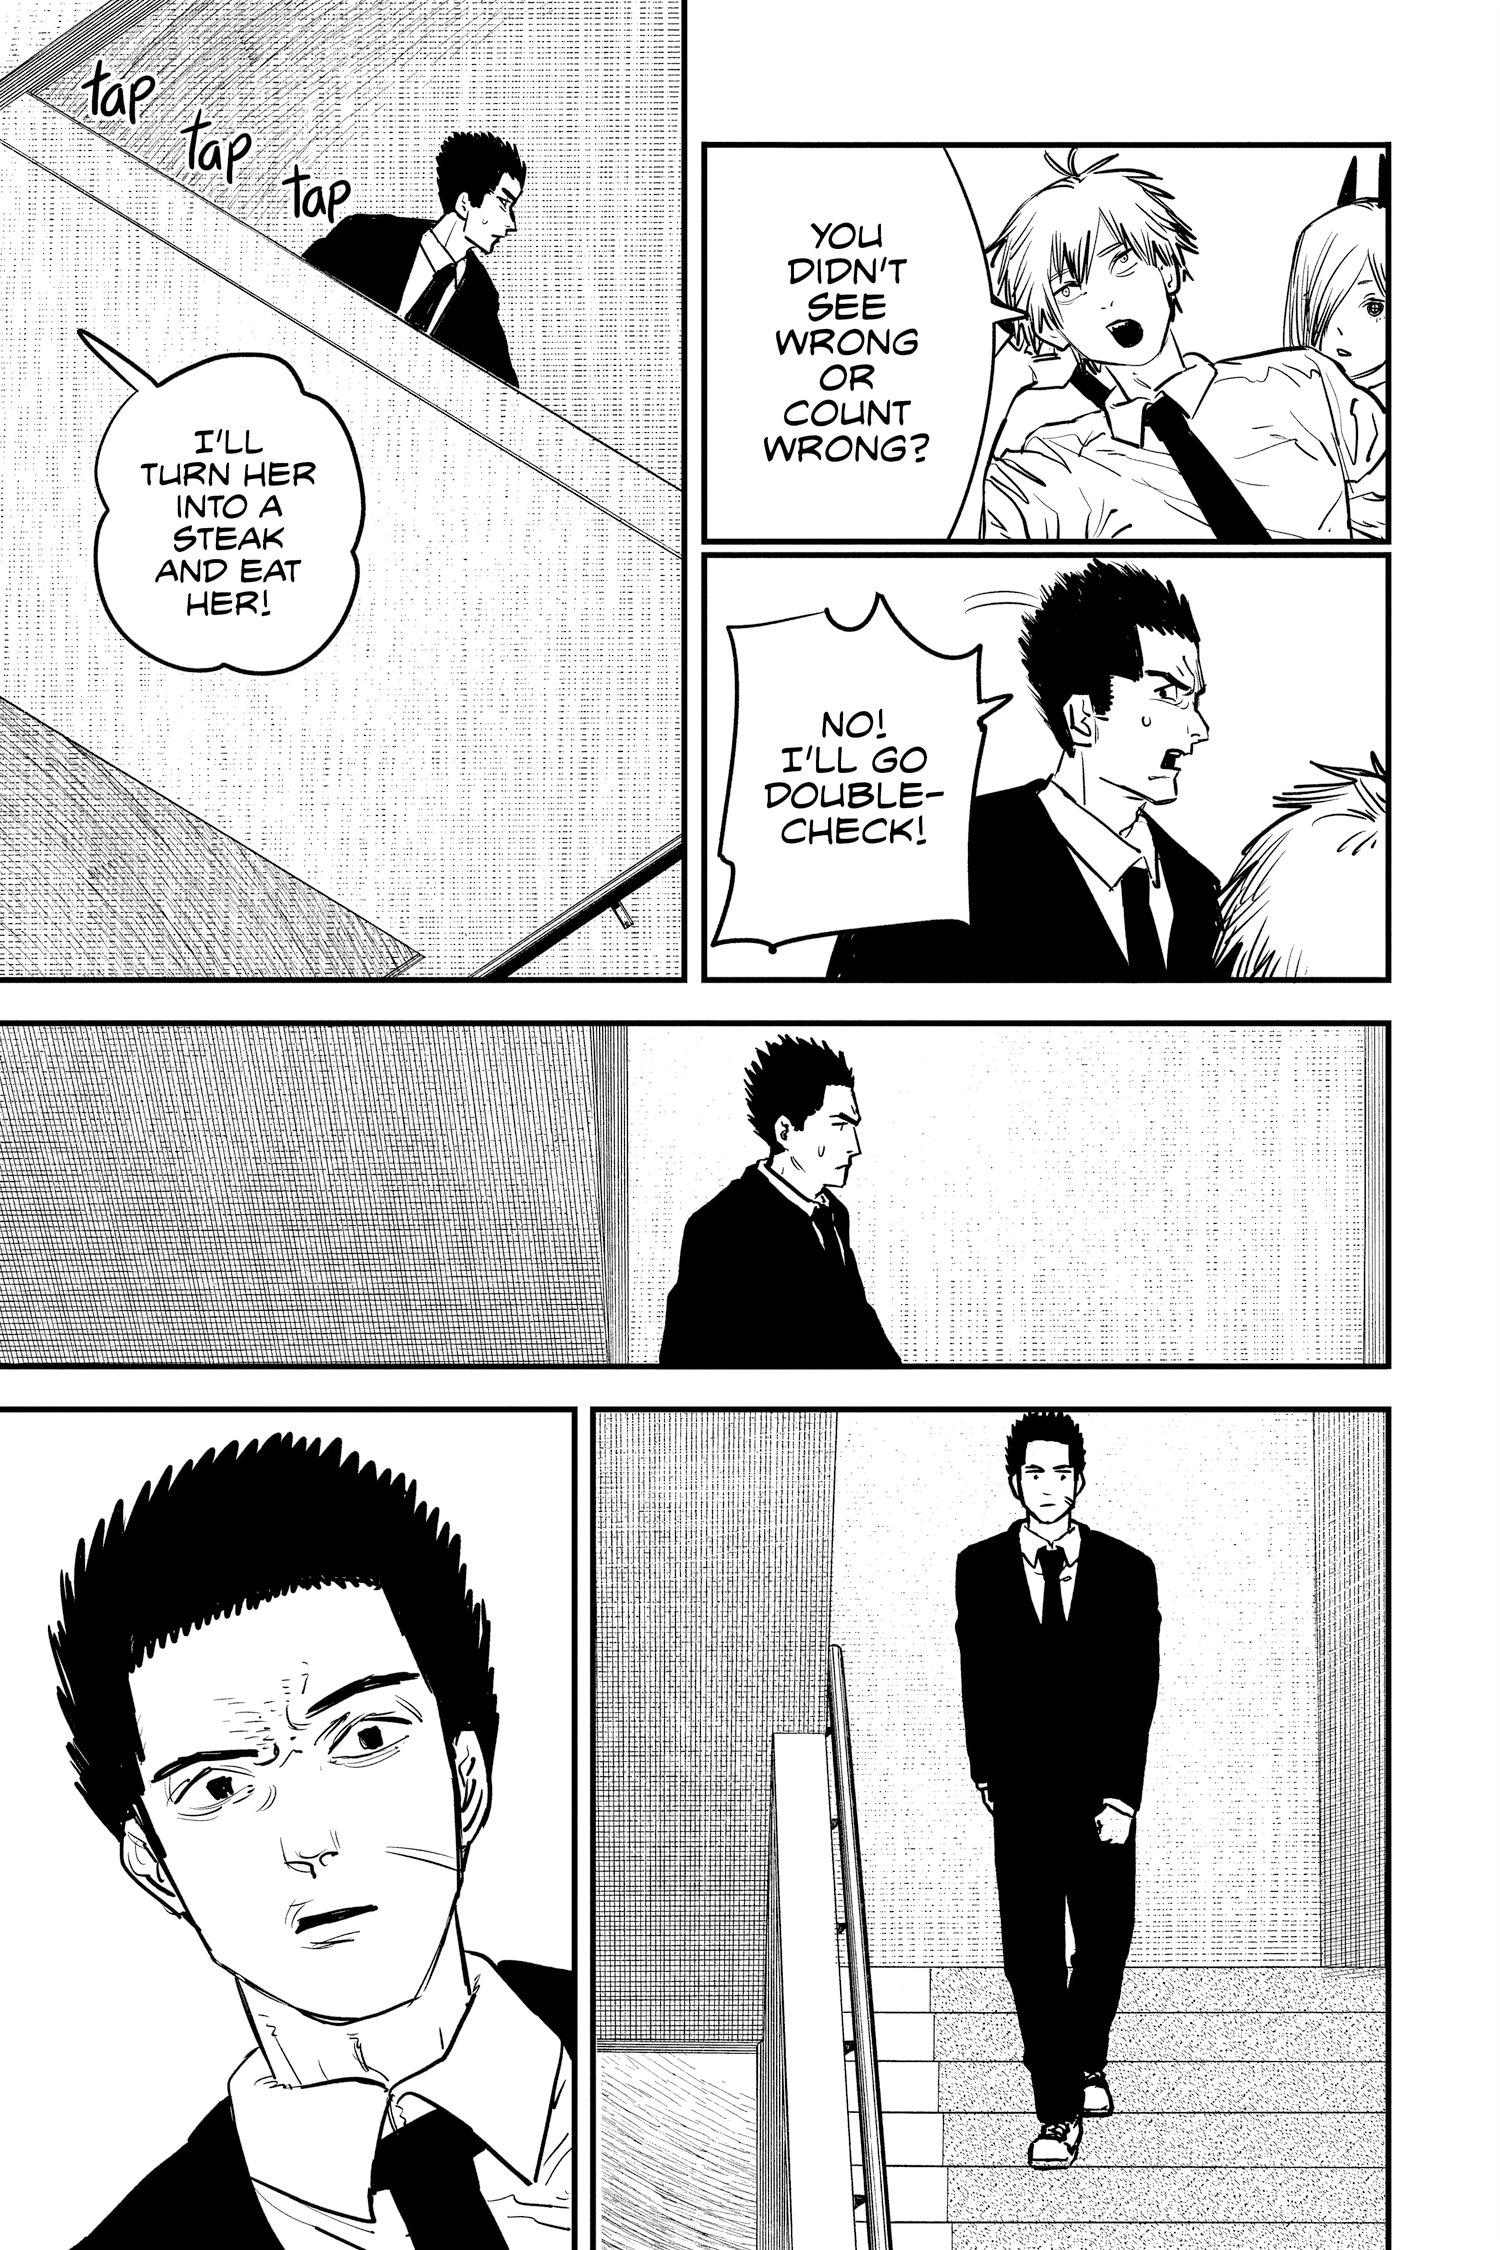 YOU
DIDN'T
SEE
WRONG
OR
COUNT
WRONG?
NO!
I'LL GO
DOUBLE-
CHECK!
tap
tap
tap
I'LL
TURN HER
INTO A
STEAK
AND EAT
HER!